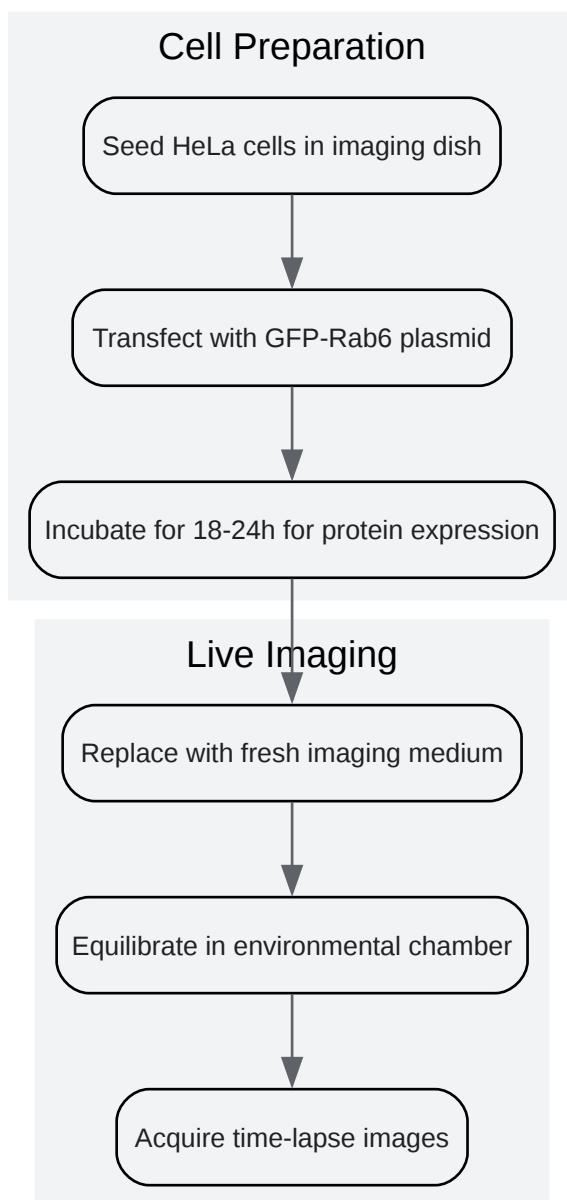 Cell Preparation
Seed HeLa cells in imaging dish
Transfect with GFP-Rab6 plasmid
Incubate for 18-24h for protein expression
Live Imaging
Replace with fresh imaging medium
Equilibrate in environmental chamber
Acquire time-lapse images